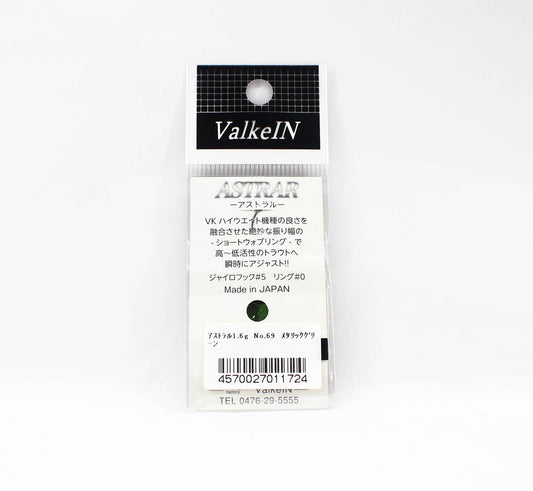 ValkeIN
ASTRAR
ーアストラルー
VK ハイウエイト機種の良さを
融合させた絶妙な振り幅の
- ショートウォブリング - で
高～低活性のトラウトへ
瞬時にアジャスト!!
ジャイロフック#5 リング#0
Made in JAPAN
アストラル1.6g No.69 メタリックグリ
ーン
4570027011724
factory ValkeIN
TEL 0476-29-5555